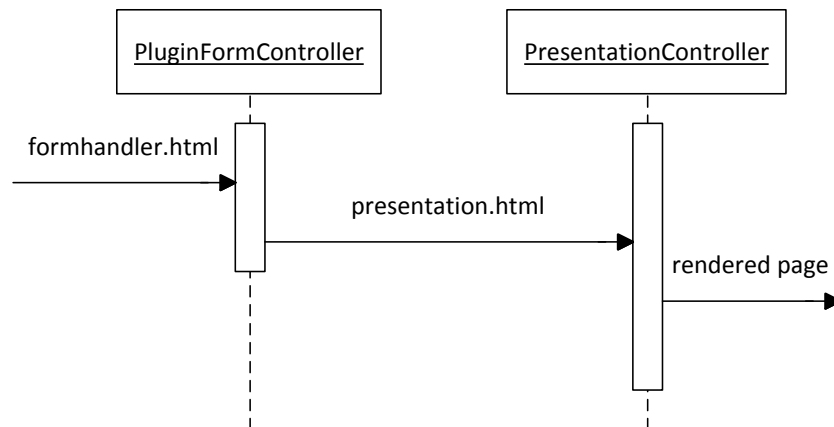 PluginFormController
PresentationController
formhandler.html
presentation.html
rendered page